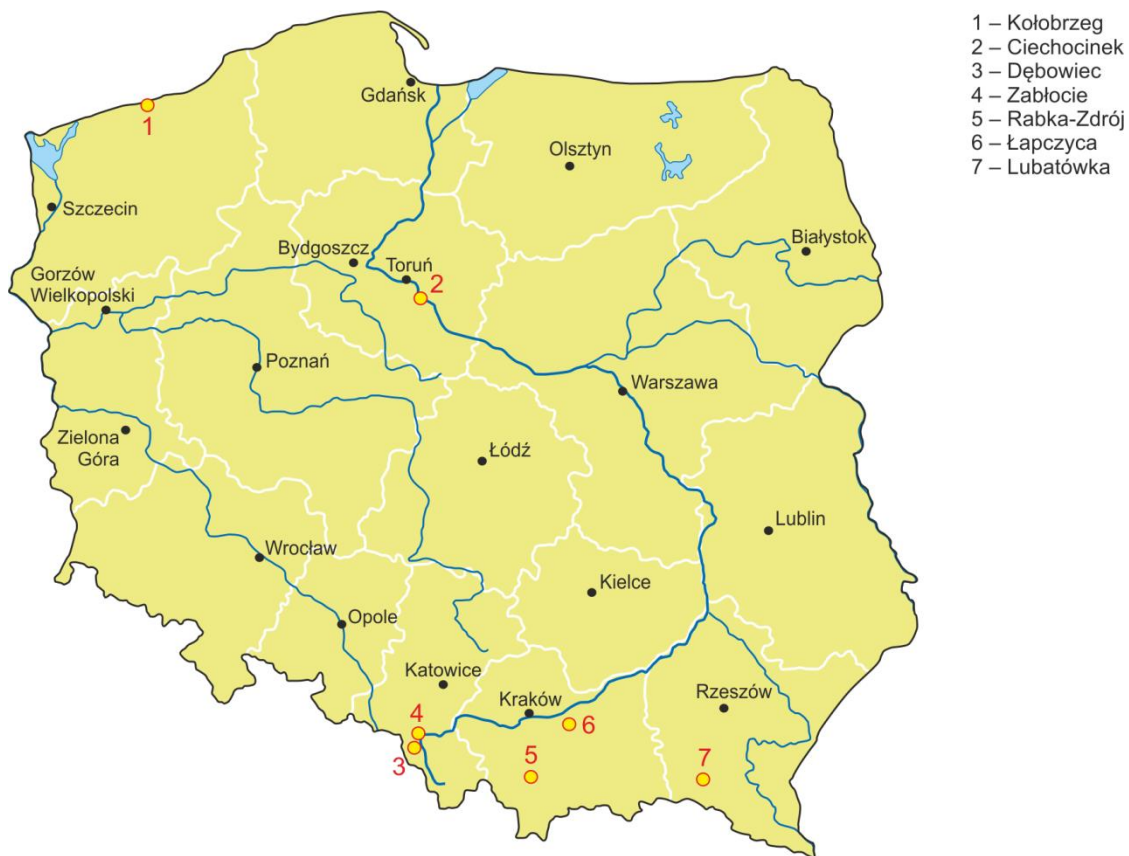 1 – Kołobrzeg
2 – Ciechocinek
3 – Dębowiec
4 – Zabłocie
5 – Rabka-Zdrój
6 – Łapczyca
7 – Lubatówka
Gdańsk
1
Olsztyn
Szczecin
Białystok
Bydgoszcz
Toruń
Gorzów
Wielkopolski
2
Poznań
Warszawa
Zielona
Góra
Łódź
Lublin
Wrocław
Kielce
Opole
Katowice
Kraków
Rzeszów
4
6
3
5
7